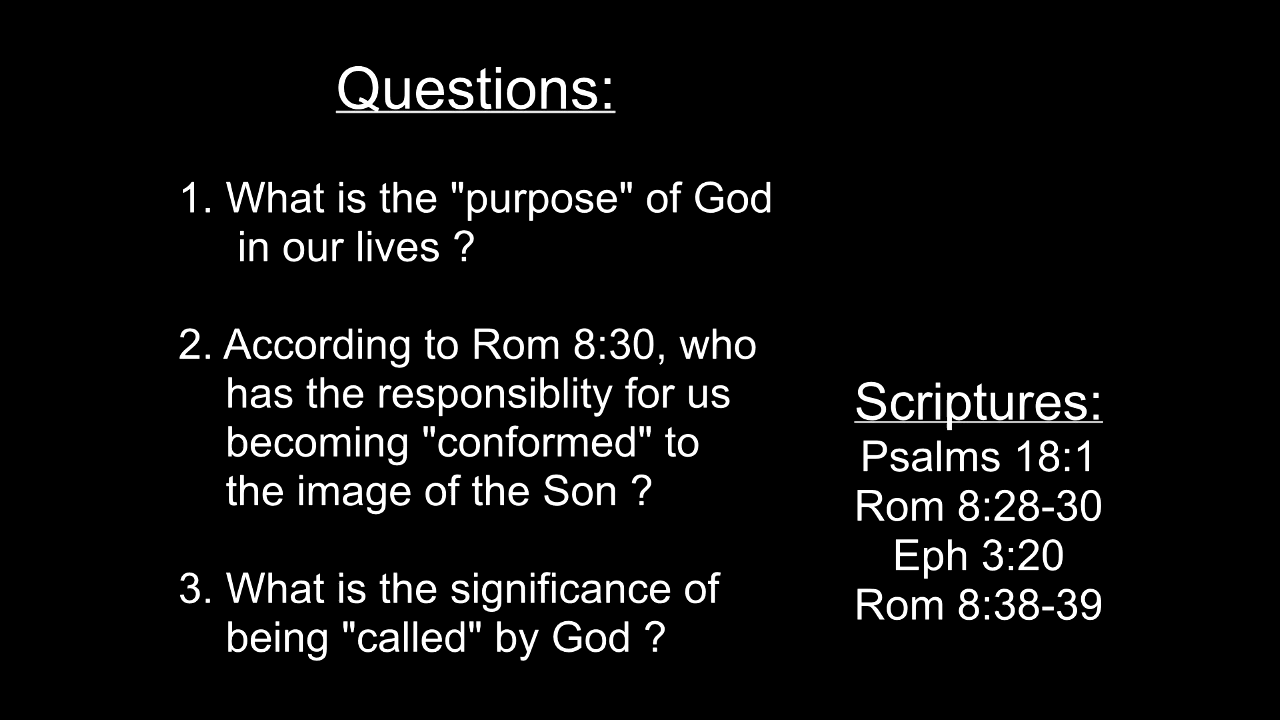 Questions:
1. What is the "purpose" of God
in our lives ?
2. According to Rom 8:30, who
has the responsiblity for us
becoming "conformed" to
the image of the Son ?
3. What is the significance of
being "called" by God ?
Scriptures:
Psalms 18:1
Rom 8:28-30
Eph 3:20
Rom 8:38-39